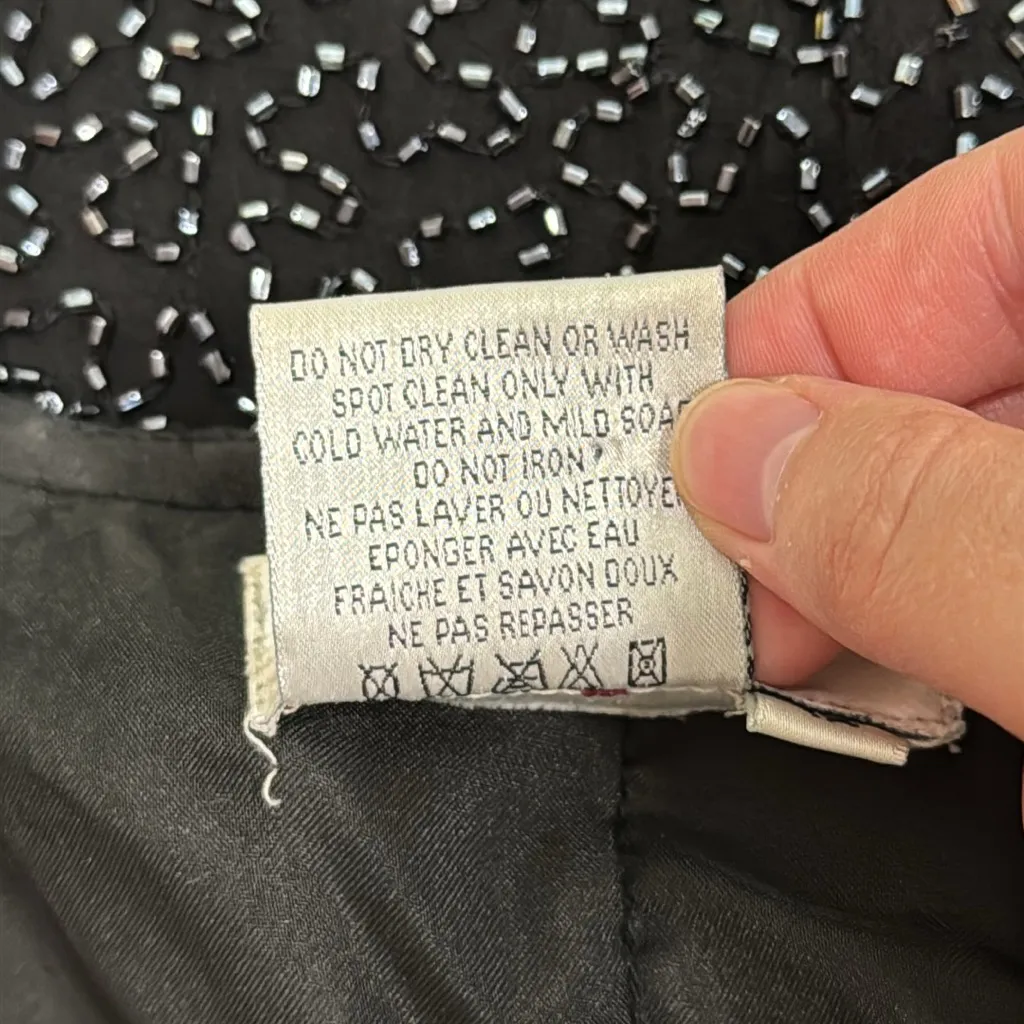 DO NOT DRY CLEAN OR WASH
SPOT CLEAN ONLY WITH
COLD WATER AND MILD SOAP
DO NOT IRON
NE PAS LAVER OU NETTOYER
EPONGER AVEC EAU
FRAICHE ET SAVON DOUX
NE PAS REPASSER